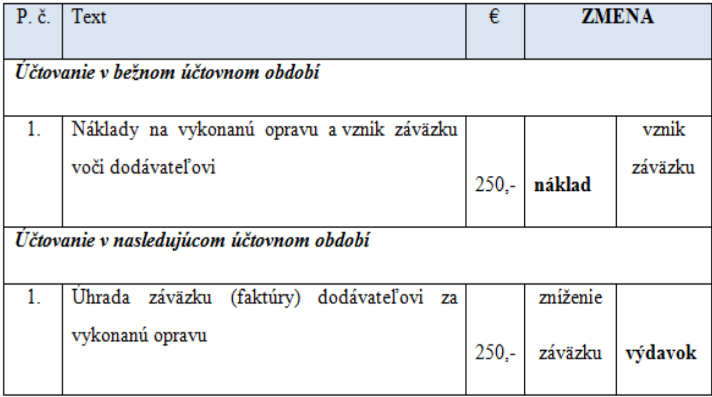 P. č. Text € ZMENA
Účtovanie v bežnom účtovnom období
1. Náklady na vykonanú opravu a vznik záväzku vznik
voči dodávateľovi záväzku
250,- náklad
Účtovanie v nasledujúcom účtovnom období
1. Úhrada záväzku (faktúry) dodávateľovi za zníženie
vykonanú opravu
250,- záväzku výdavok